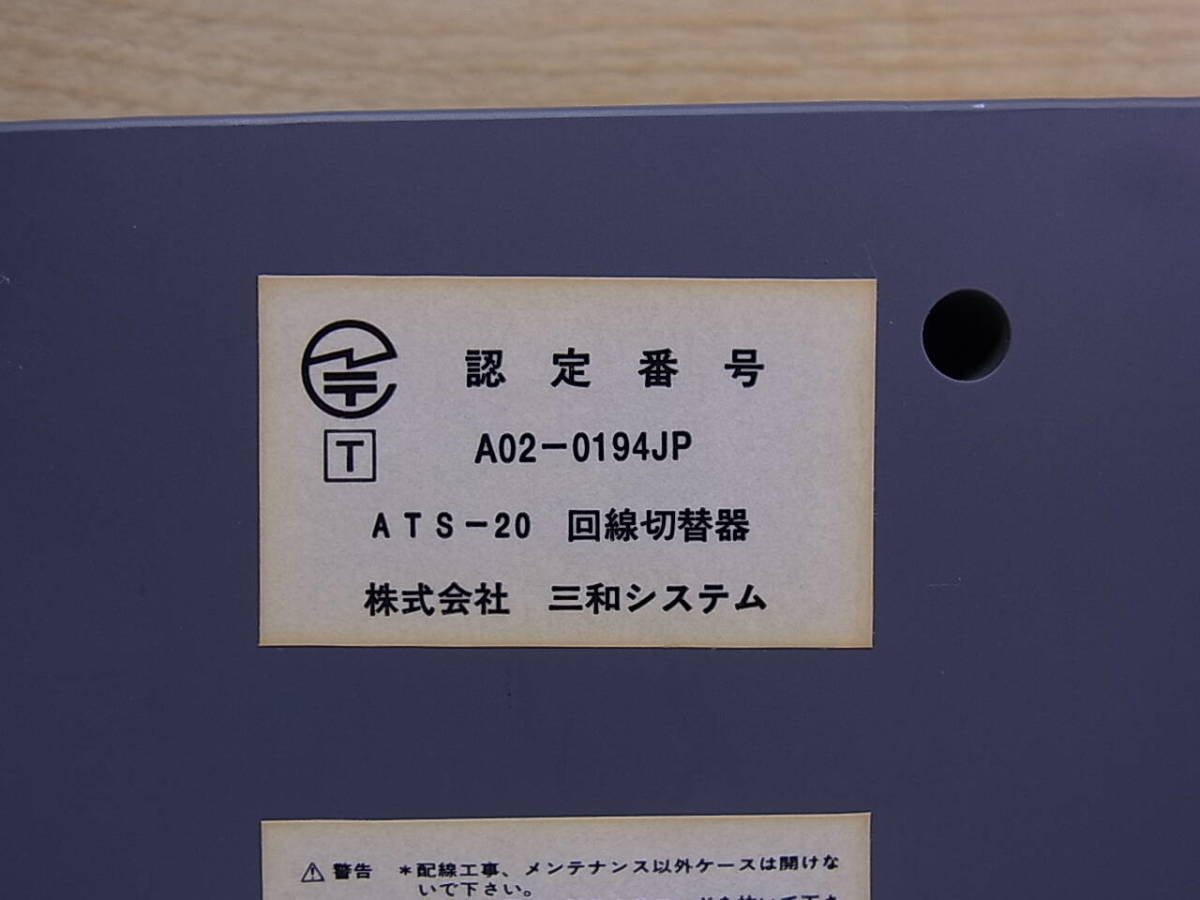 認定番号
T
A02-0194JP
ATS-20 回線切替器
株式会社 三和システム
警告 *配線工事、メンテナンス以外ケースは開けな
いで下さい。